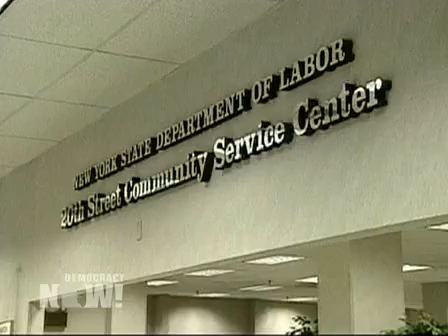 NEW YORK STATE DEPARTMENT OF LABOR
20th Street Community Service Center
DEMOCRACY
NOW!